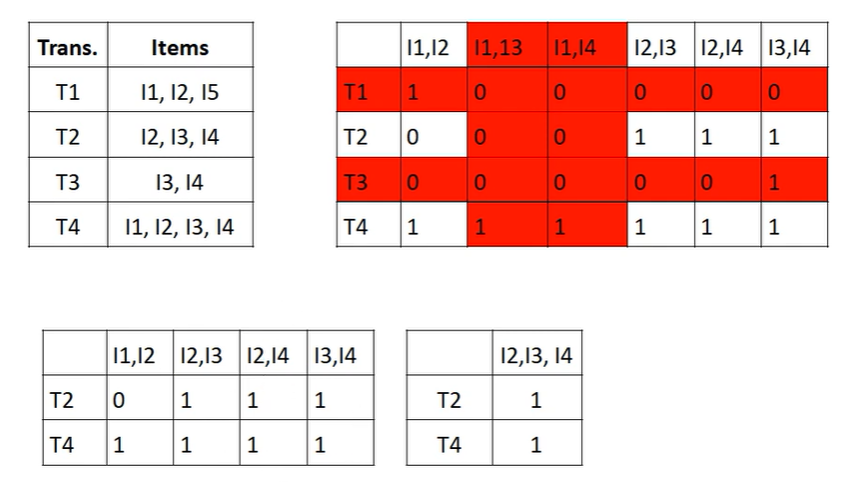 Trans. Items
T1 I1, I2, I5
T2 I2, I3, I4
T3 I3, I4
T4 I1, I2, I3, I4
I1,I2 I1,13 I1,I4 I2,I3 I2,I4 I3,I4
T1 1 0 0 0 0 0
T2 0 0 0 1 1 1
T3 0 0 0 0 0 1
T4 1 1 1 1 1 1
I1,I2 I2,I3 I2,I4 I3,I4
T2 0 1 1 1
T4 1 1 1 1
I2,I3, I4
T2 1
T4 1